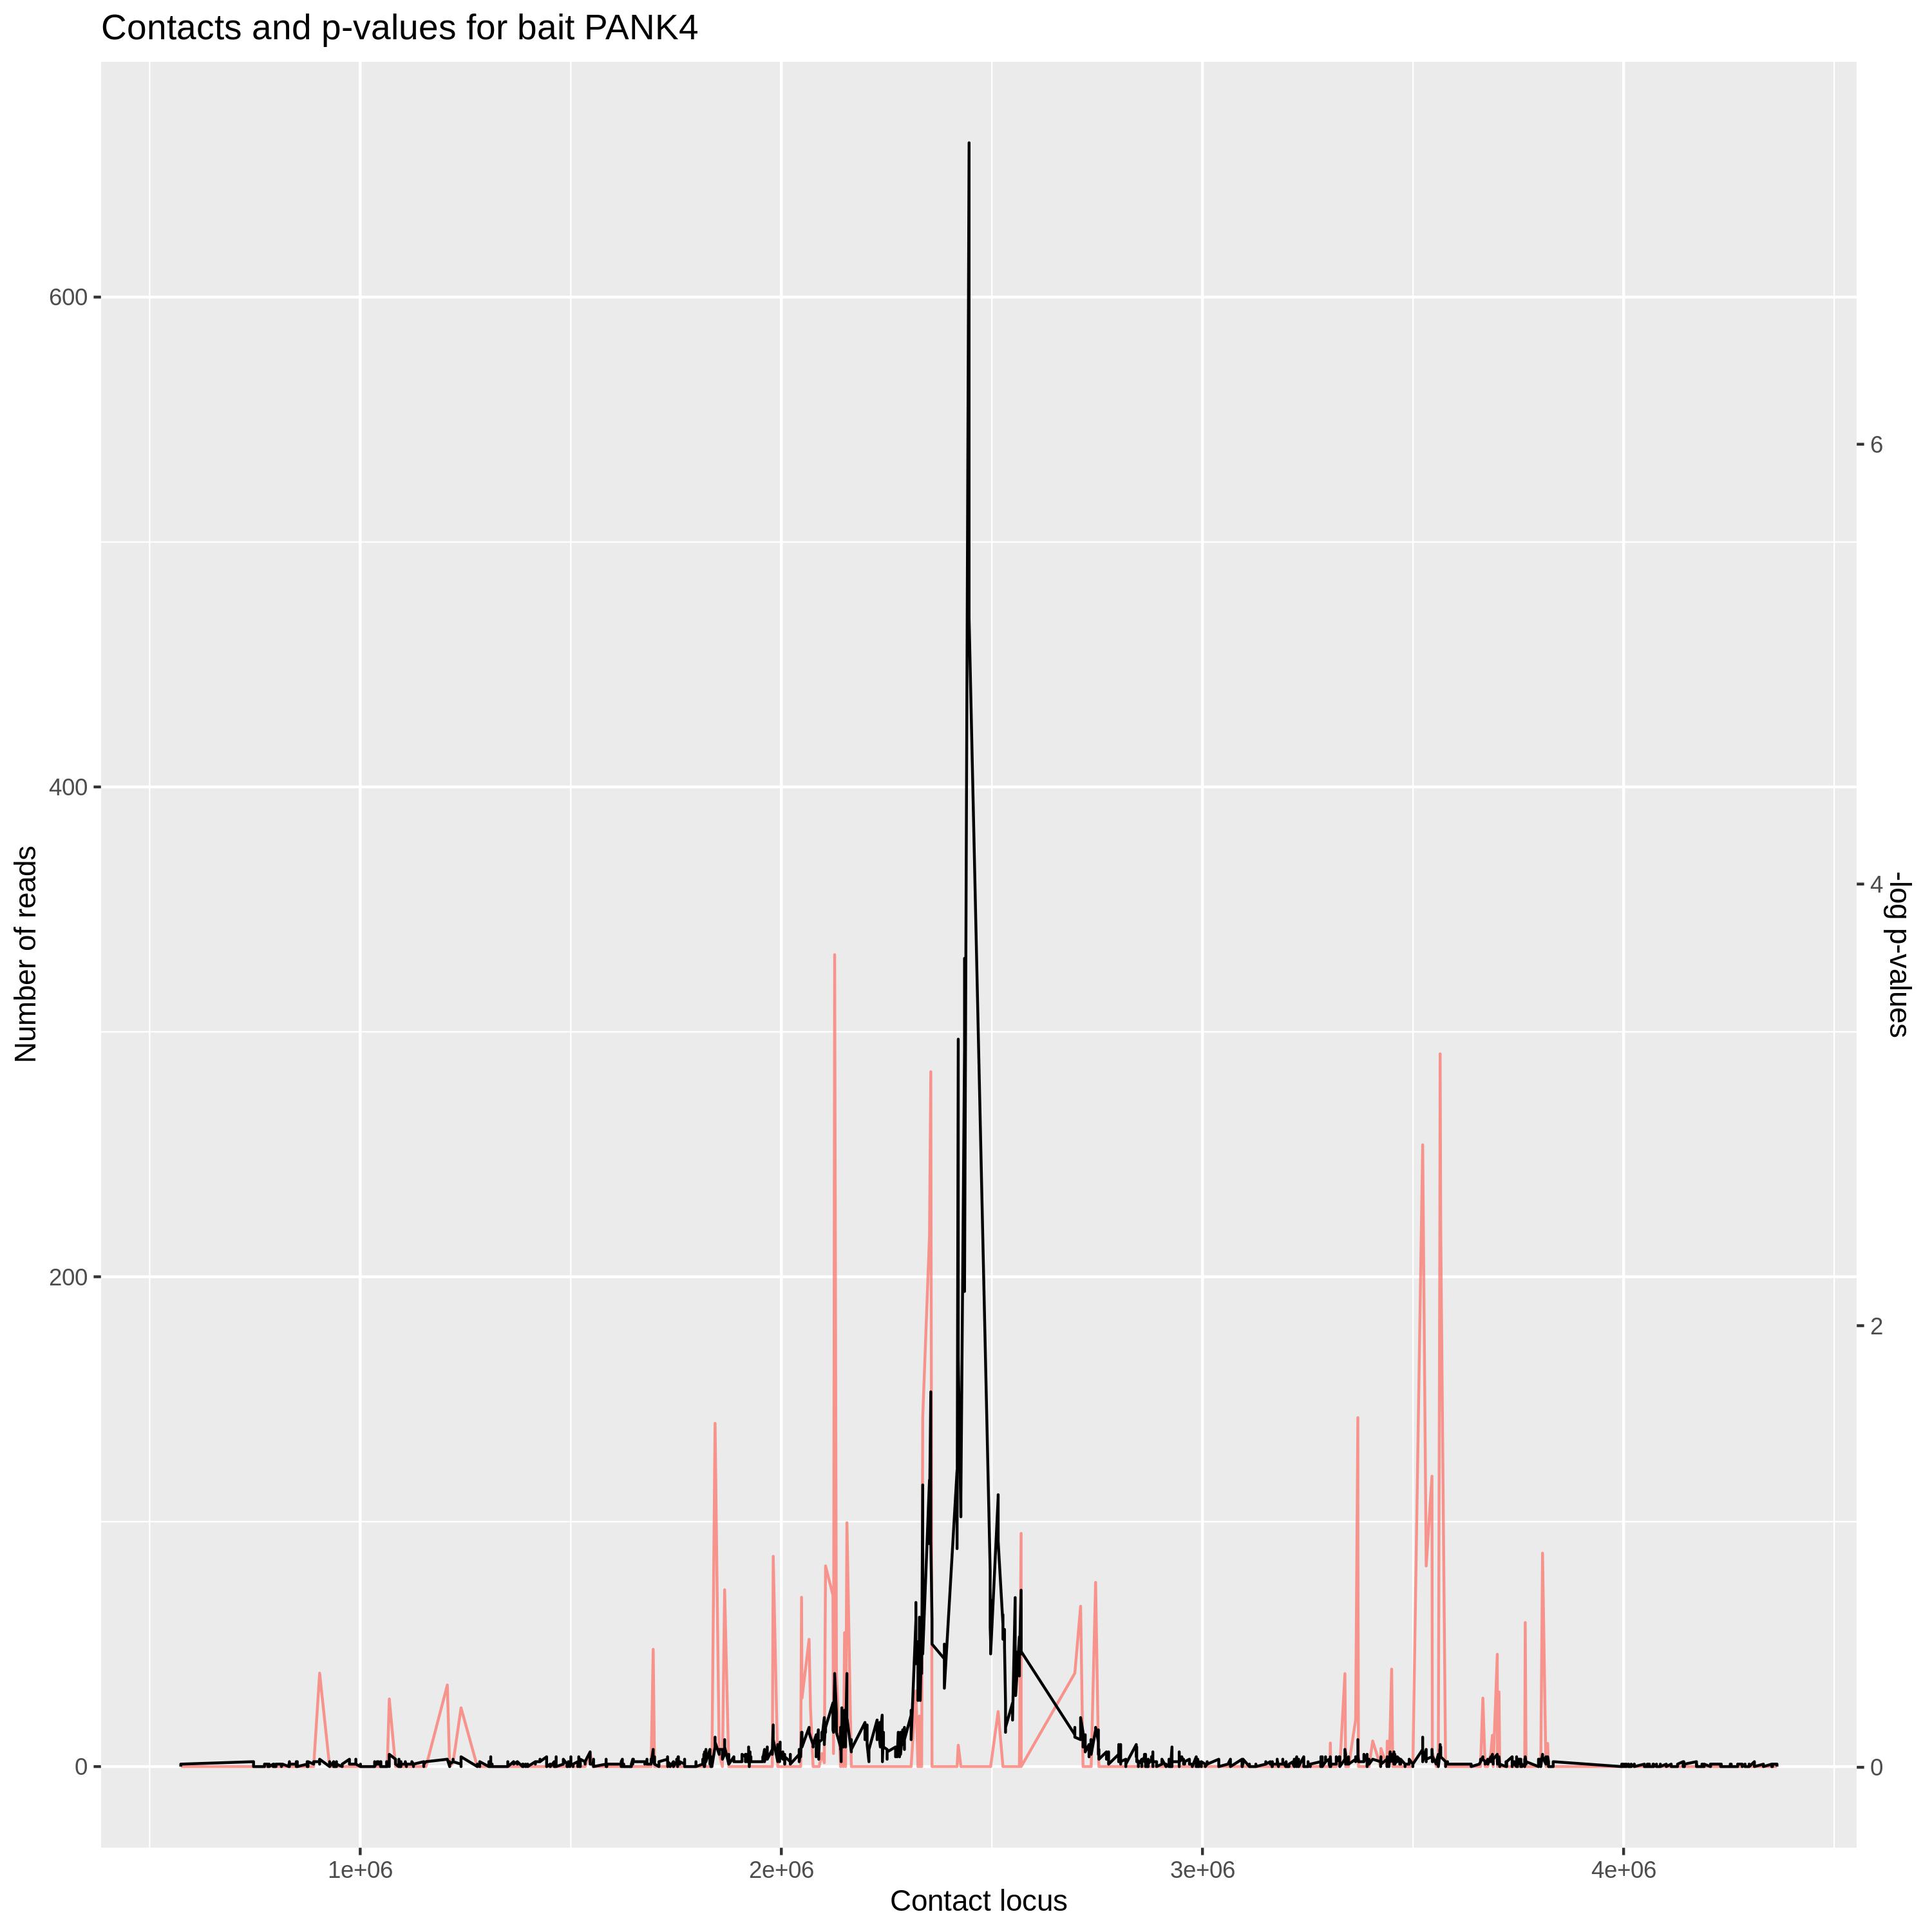 Contacts and p-values for bait PANK4
Number of reads
600
400
200
0
6
4
2
0
-log p-values
1e+06
2e+06
3e+06
4e+06
Contact locus